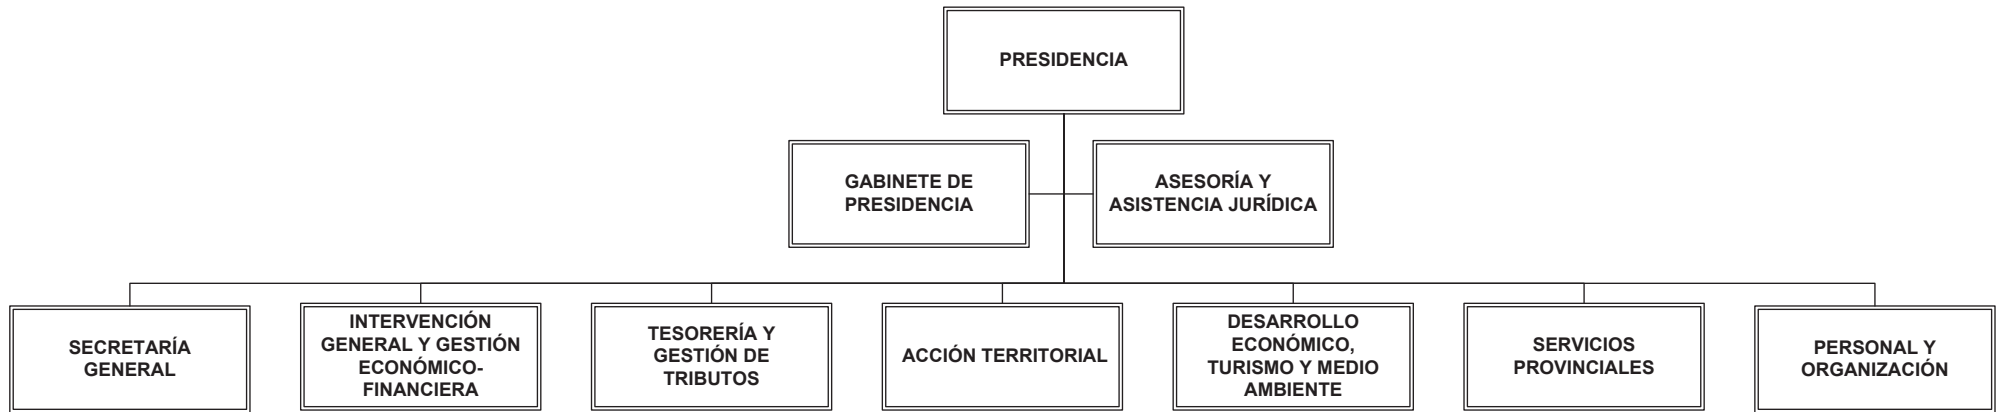 PRESIDENCIA
GABINETE DE
PRESIDENCIA
ASESORÍA Y
ASISTENCIA JURÍDICA
SECRETARÍA
GENERAL
INTERVENCIÓN
GENERAL Y GESTIÓN
ECONÓMICO-
FINANCIERA
TESORERÍA Y
GESTIÓN DE
TRIBUTOS
ACCIÓN TERRITORIAL
DESARROLLO
ECONÓMICO,
TURISMO Y MEDIO
AMBIENTE
SERVICIOS
PROVINCIALES
PERSONAL Y
ORGANIZACIÓN